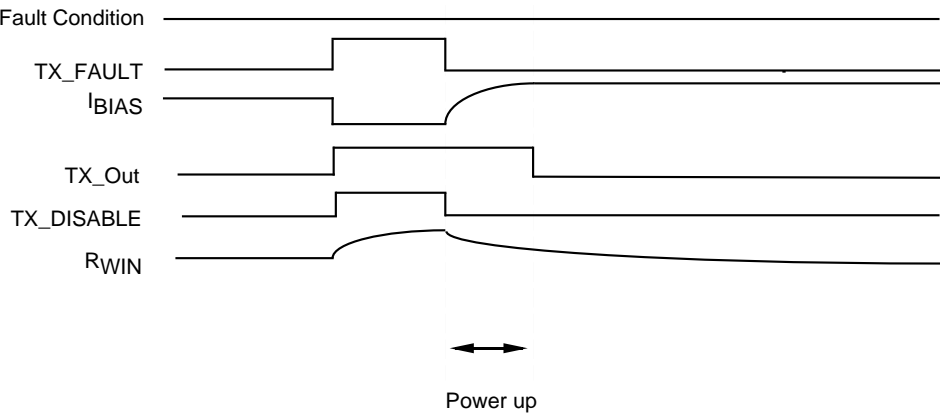 Fault Condition
TX_FAULT
IBIAS
TX_Out
TX_DISABLE
RWIN
Power up